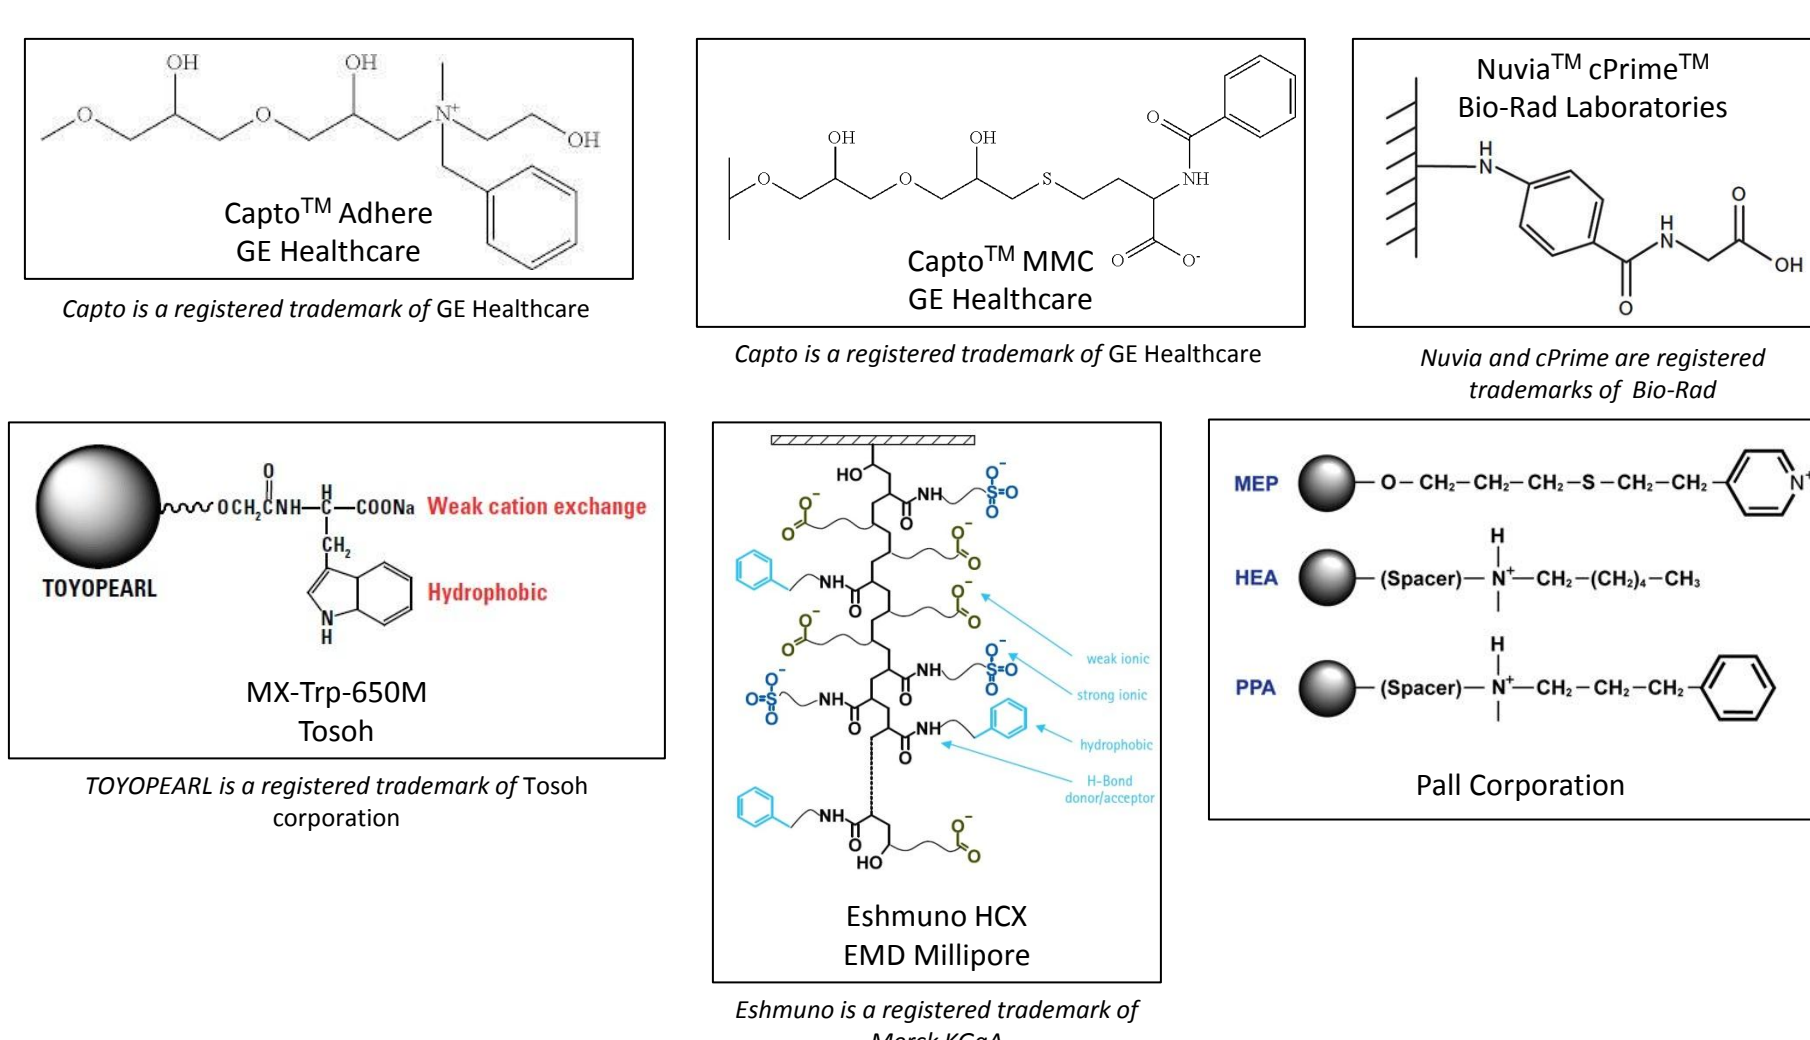 OH
OH
O
O
N+
OH
Capto™ Adhere
GE Healthcare
Capto is a registered trademark of GE Healthcare
O
OH
OH
O
O
S
NH
O
O-
Capto™ MMC
GE Healthcare
Capto is a registered trademark of GE Healthcare
Nuvia™ cPrime™
Bio-Rad Laboratories
H
N
O
H
N
OH
O
Nuvia and cPrime are registered
trademarks of Bio-Rad
O
OCH2CNH—C—COONa Weak cation exchange
H
CH2
TOYOPEARL
Hydrophobic
N
H
MX-Trp-650M
Tosoh
TOYOPEARL is a registered trademark of Tosoh
corporation
HO
NH
O-
S=O
O
O
O-
O
O-
O
NH
O
O-
O
O-
O
weak ionic
NH
O-
S=O
O
O
strong ionic
O-
O=S
O
NH
O
NH
O
hydrophobic
H-Bond
donor/acceptor
NH
O
O-
O
HO
Eshmuno HCX
EMD Millipore
Eshmuno is a registered trademark of
MEP O—CH2—CH2—CH2—S—CH2—CH2 N+
H
HEA (Spacer)—N+—CH2—(CH2)4—CH3
H
PPA (Spacer)—N+—CH2—CH2—CH2
Pall Corporation